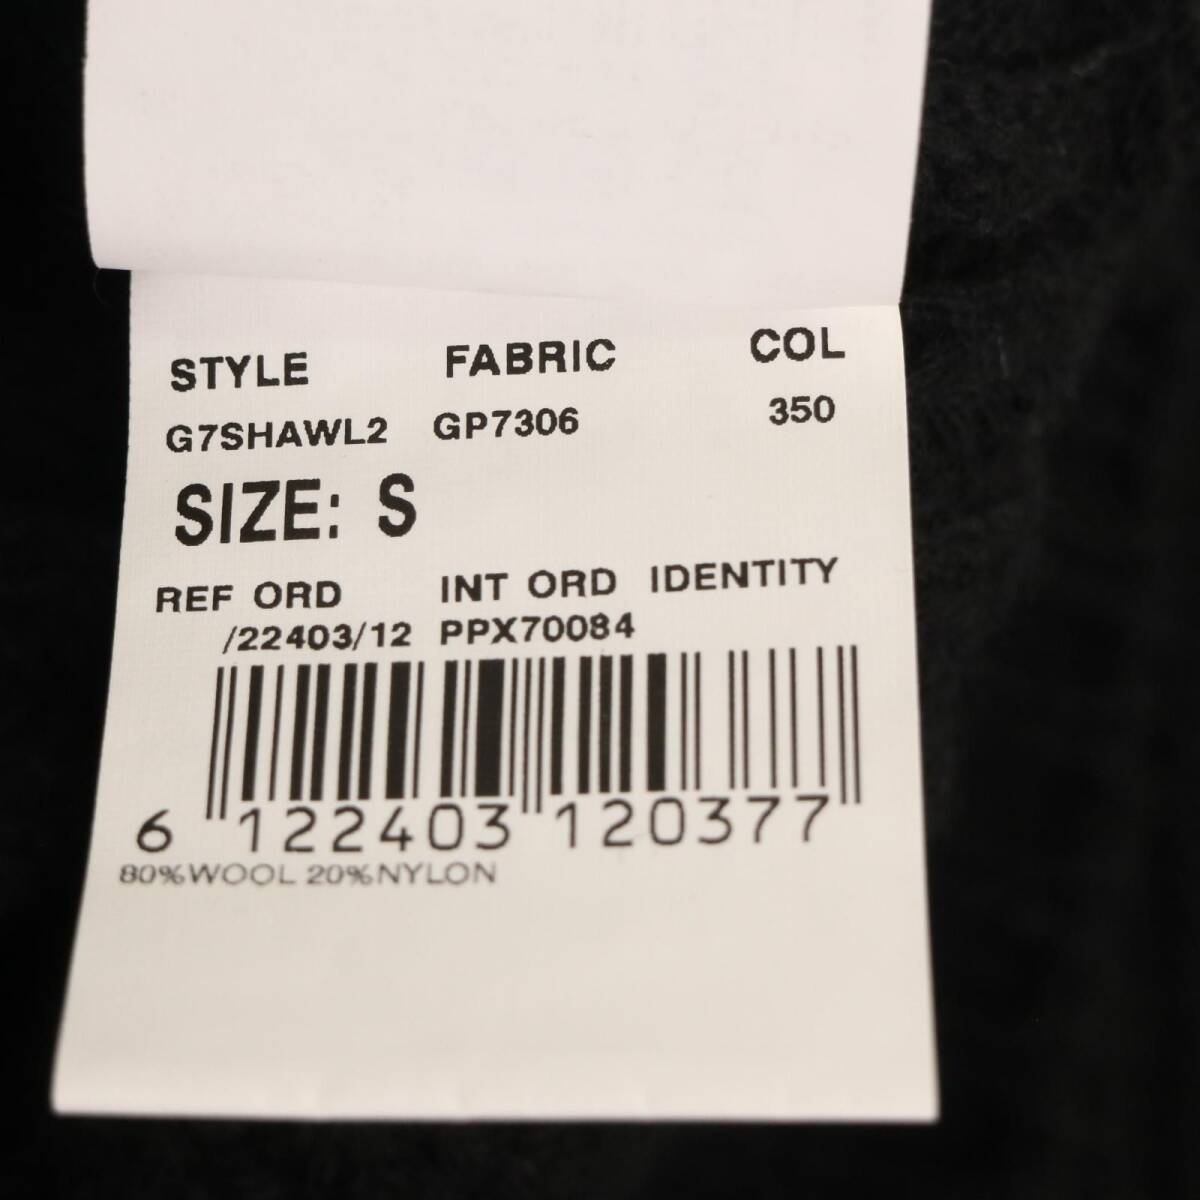 STYLE FABRIC COL
G7SHAWL2 GP7306 350
SIZE: S
REF ORD INT ORD IDENTITY
/22403/12 PPX70084
6 122403 120377
80%WOOL 20%NYLON